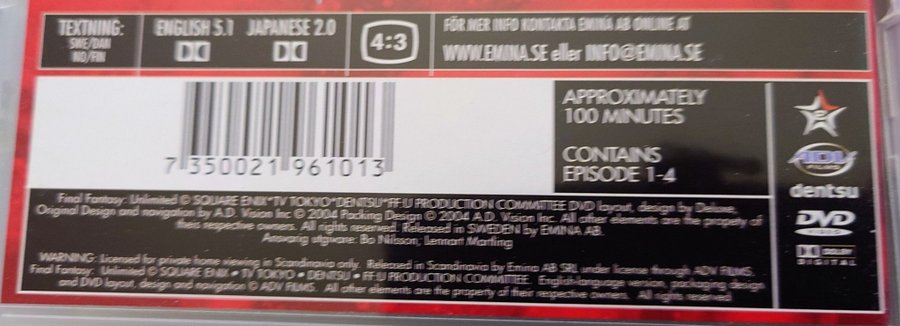 TEXTNING:
SWE/DAN
NO/FIN
ENGLISH 5.1 JAPANESE 2.0
4:3
FÖR MER INFO KONTAKTA EMINA AB ONLINE AT
WWW.EMINA.SE eller INFO@EMINA.SE
7 350021 961013
APPROXIMATELY
100 MINUTES
CONTAINS
EPISODE 1-4
e
ADV
FILMS
dentsu
DVD
VIDEO
DOLBY
DIGITAL
Final Fantasy: Unlimited © SQUARE ENIX*TV TOKYO*DENTSU*FF:U PRODUCTION COMMITTEE DVD layout, design by Deluxe,
Original Design and navigation by A.D. Vision Inc © 2004 Packing Design © 2004 A.D. Vision Inc. All other elements are the propety of
theirs respective owners. All rights reserved. Released in SWEDEN by EMINA AB.
Ansvarig utgivare: Bo Nilsson, Lennart Martling
WARNING: Licensed for private home viewing in Scandinavia only. Released in Scandinavia by Emina AB SRL under license through ADV FILMS.
Final Fantasy: Unlimited © SQUARE ENIX • TV TOKYO • DENTSU • FF:U PRODUCTION COMMITTEE. English-language version, packaging design
and DVD layout, design and navigation © ADV FILMS. All other elements are the property of their respective owners. All rights reserved